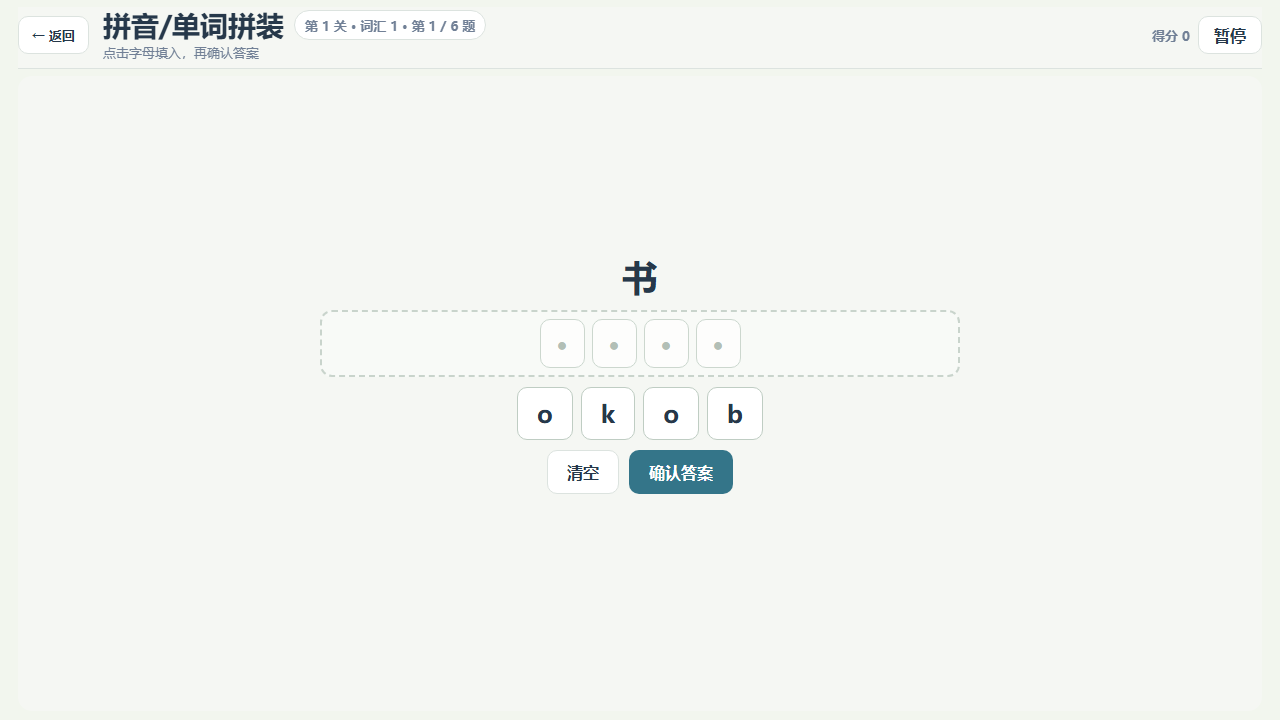 ← 返回
拼音/单词拼装
第 1 关 • 词汇 1 • 第 1 / 6 题
点击字母填入，再确认答案
得分 0
暂停
书
• • • •
o k o b
清空 确认答案